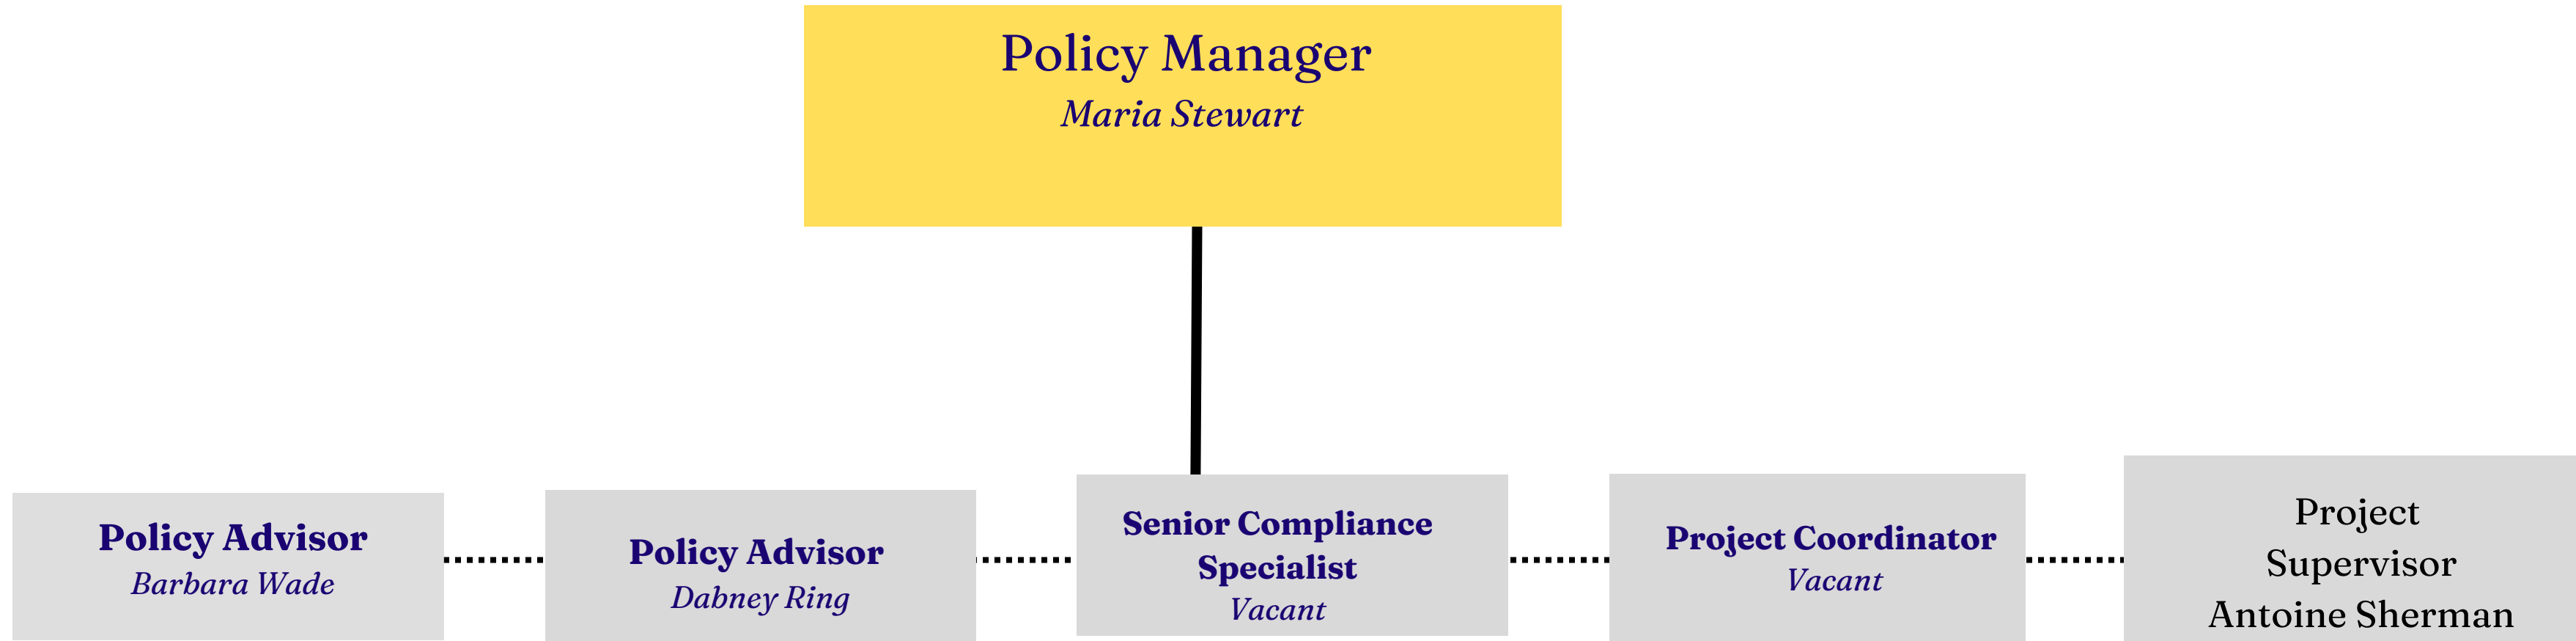 Policy Manager
Maria Stewart
Policy Advisor
Barbara Wade
Policy Advisor
Dabney Ring
Senior Compliance
Specialist
Vacant
Project Coordinator
Vacant
Project
Supervisor
Antoine Sherman